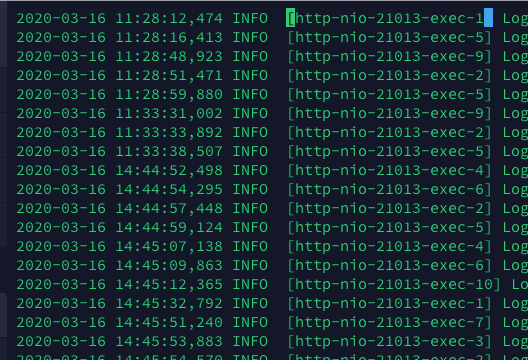 2020-03-16 11:28:12,474 INFO  [http-nio-21013-exec-1] Log
2020-03-16 11:28:16,413 INFO  [http-nio-21013-exec-5] Log
2020-03-16 11:28:48,923 INFO  [http-nio-21013-exec-9] Log
2020-03-16 11:28:51,471 INFO  [http-nio-21013-exec-2] Log
2020-03-16 11:28:59,880 INFO  [http-nio-21013-exec-5] Log
2020-03-16 11:33:31,002 INFO  [http-nio-21013-exec-9] Log
2020-03-16 11:33:33,892 INFO  [http-nio-21013-exec-2] Log
2020-03-16 11:33:38,507 INFO  [http-nio-21013-exec-5] Log
2020-03-16 14:44:52,498 INFO  [http-nio-21013-exec-4] Log
2020-03-16 14:44:54,295 INFO  [http-nio-21013-exec-6] Log
2020-03-16 14:44:57,448 INFO  [http-nio-21013-exec-2] Log
2020-03-16 14:44:59,124 INFO  [http-nio-21013-exec-5] Log
2020-03-16 14:45:07,138 INFO  [http-nio-21013-exec-4] Log
2020-03-16 14:45:09,863 INFO  [http-nio-21013-exec-6] Log
2020-03-16 14:45:12,365 INFO  [http-nio-21013-exec-10] Lo
2020-03-16 14:45:32,792 INFO  [http-nio-21013-exec-1] Log
2020-03-16 14:45:51,240 INFO  [http-nio-21013-exec-7] Log
2020-03-16 14:45:53,883 INFO  [http-nio-21013-exec-3] Log